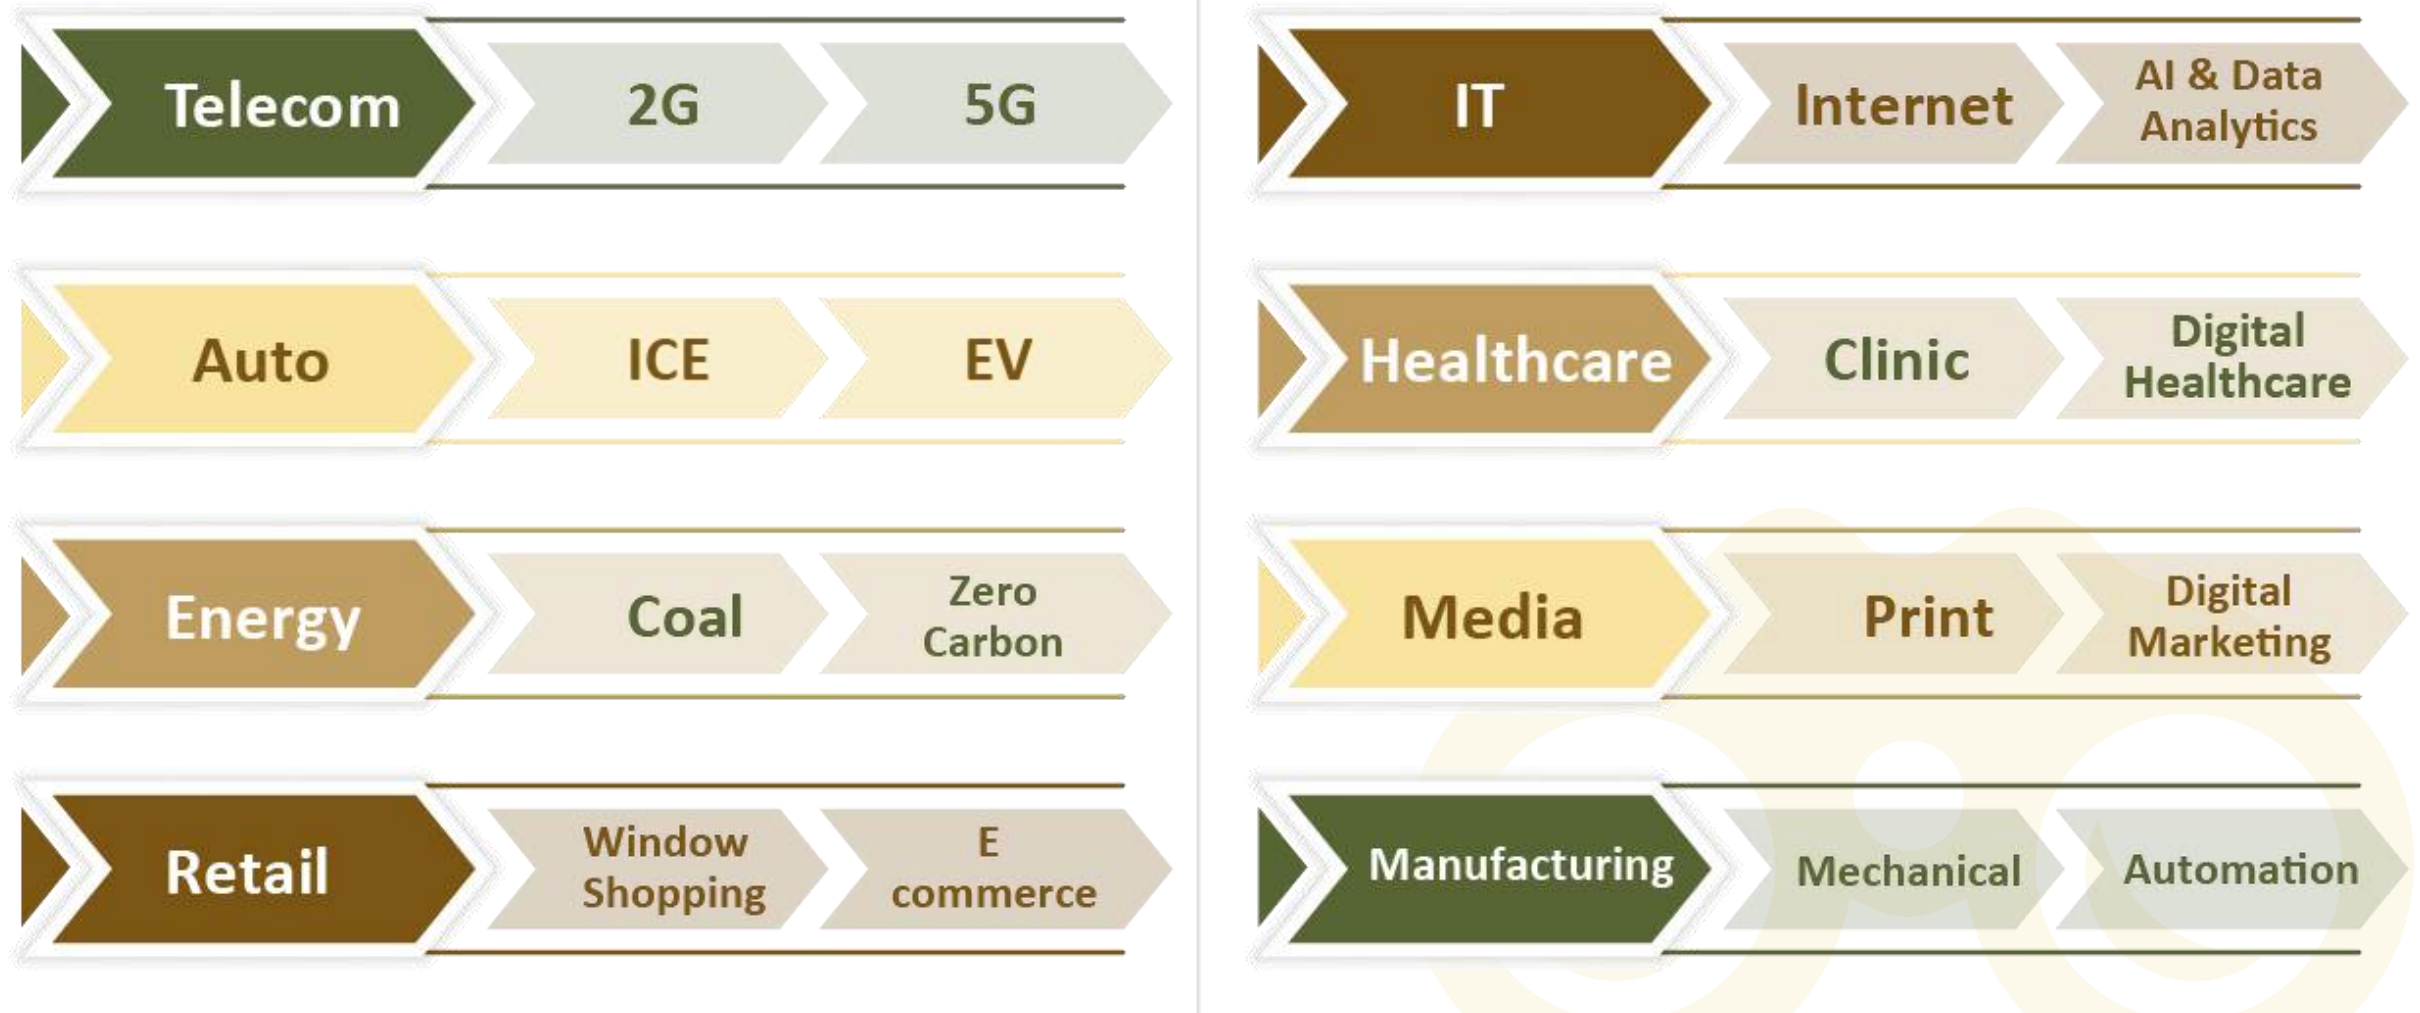 Telecom
2G
5G
Auto
ICE
EV
Energy
Coal
Zero
Carbon
Retail
Window
Shopping
E
commerce
IT
Internet
AI & Data
Analytics
Healthcare
Clinic
Digital
Healthcare
Media
Print
Digital
Marketing
Manufacturing
Mechanical
Automation